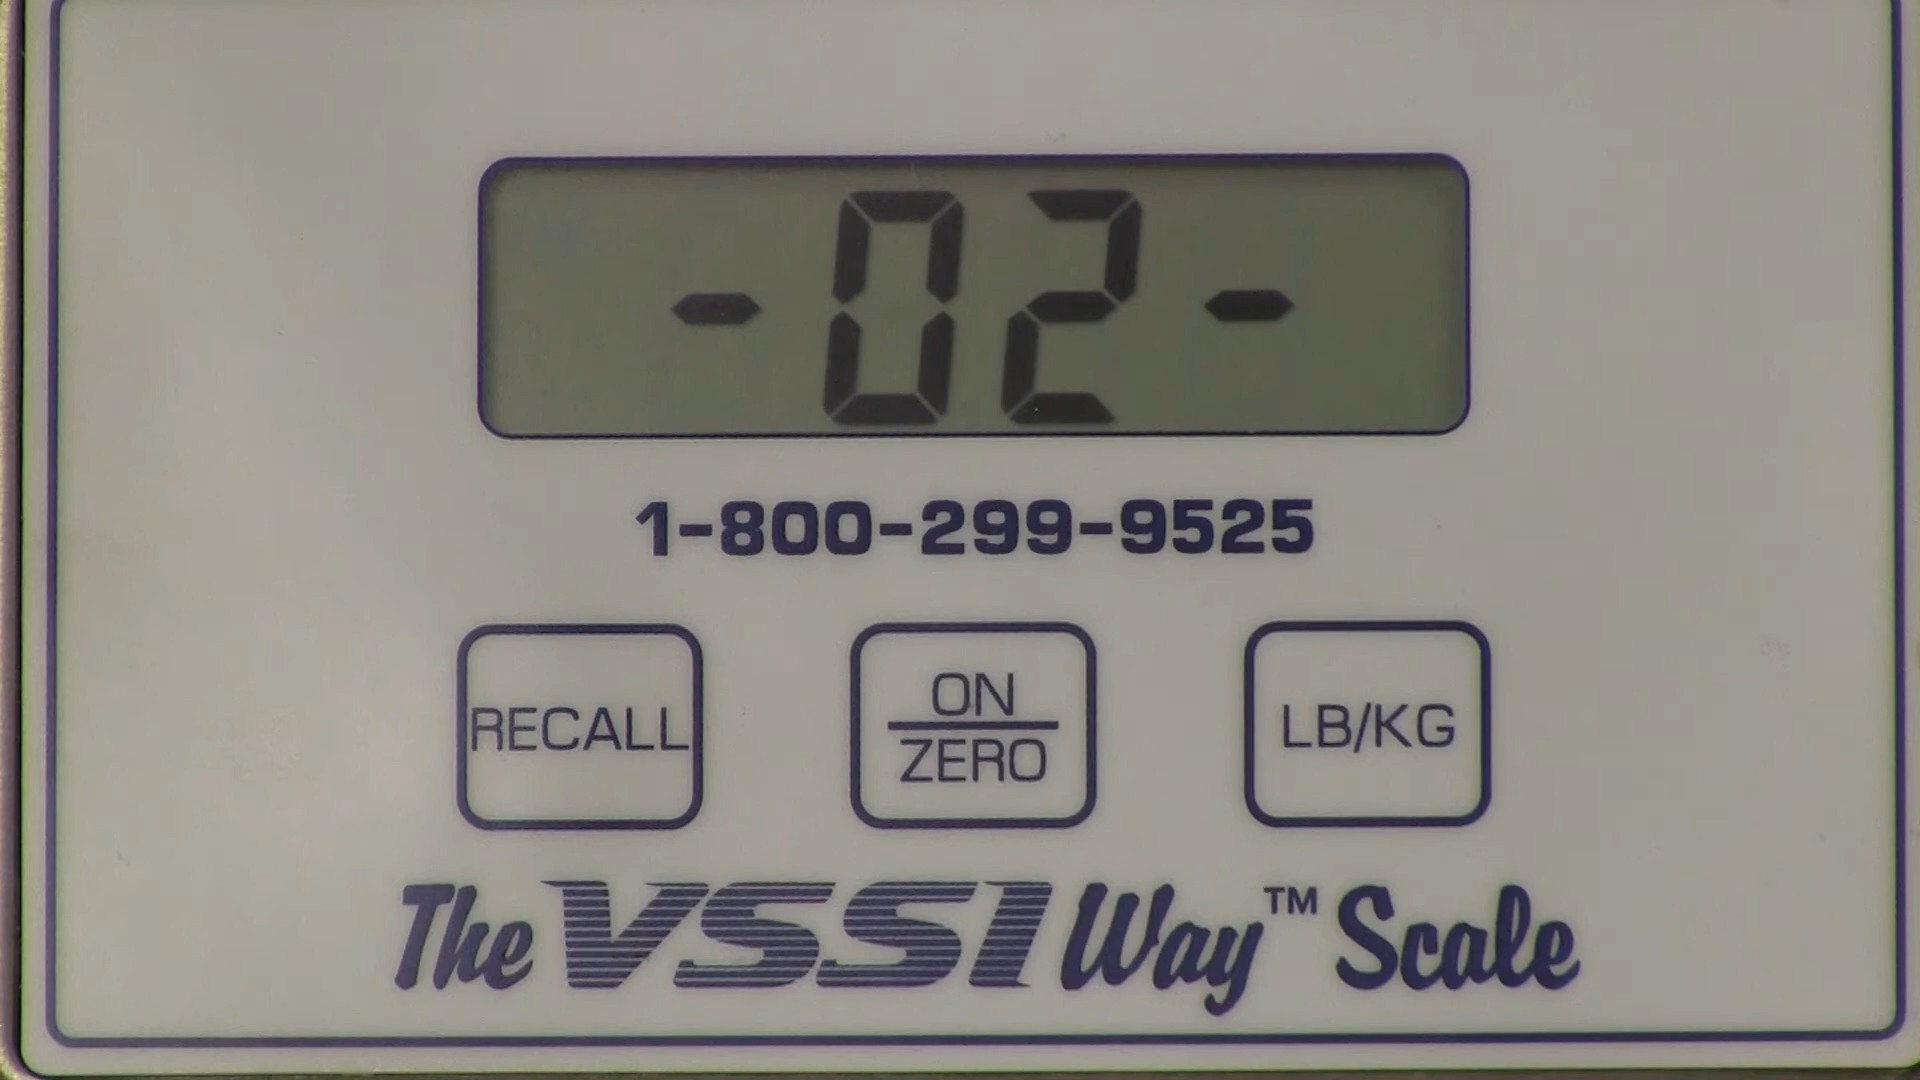 -02-
1-800-299-9525
RECALL
ON
ZERO
LB/KG
The VSSI Way™ Scale